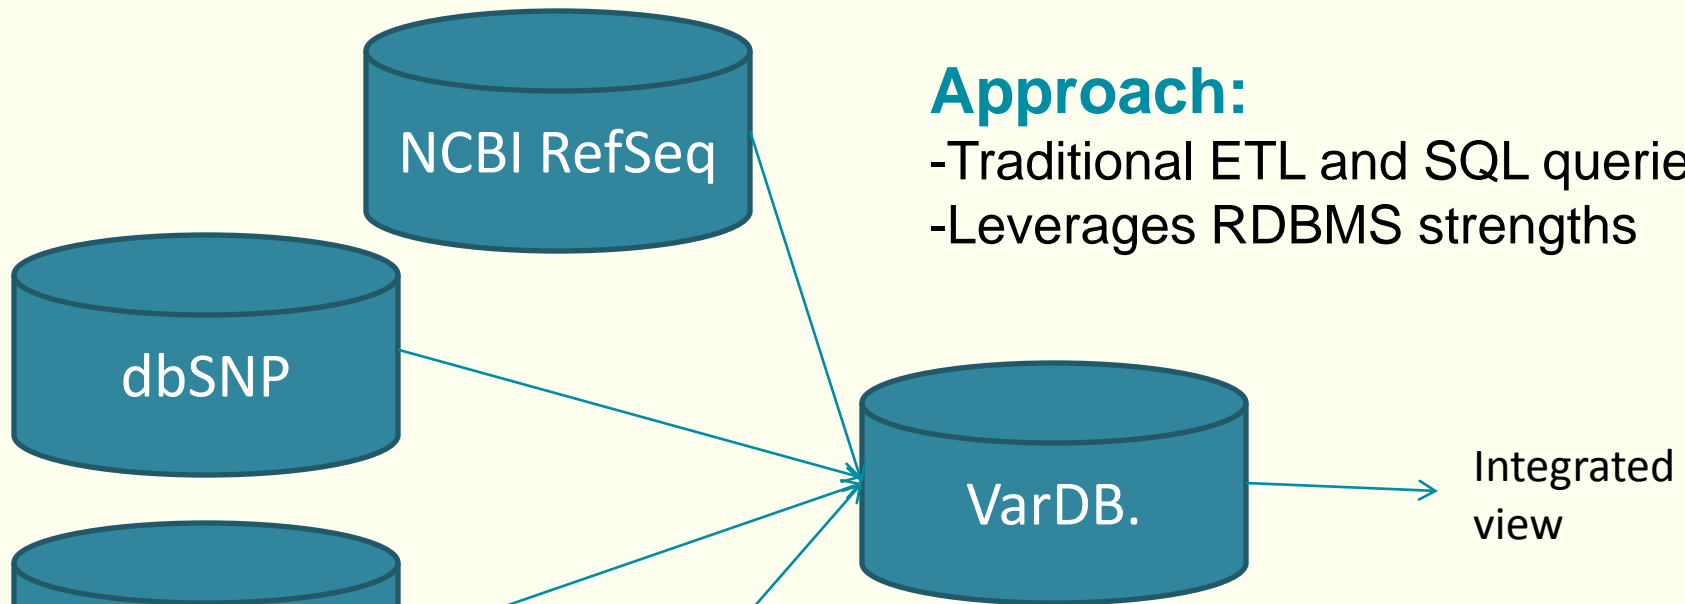 NCBI RefSeq
Approach:
-Traditional ETL and SQL querie
-Leverages RDBMS strengths
dbSNP
VarDB.
Integrated
view